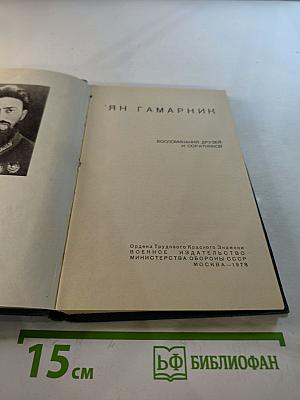 ЯН ГАМАРНИК
ВОСПОМИНАНИЯ ДРУЗЕЙ
И СОРАТНИКОВ
Ордена Трудового Красного Знамени
ВОЕННОЕ ИЗДАТЕЛЬСТВО
МИНИСТЕРСТВА ОБОРОНЫ СССР
МОСКВА—1978
15 см
БФ БИБЛИОФАН